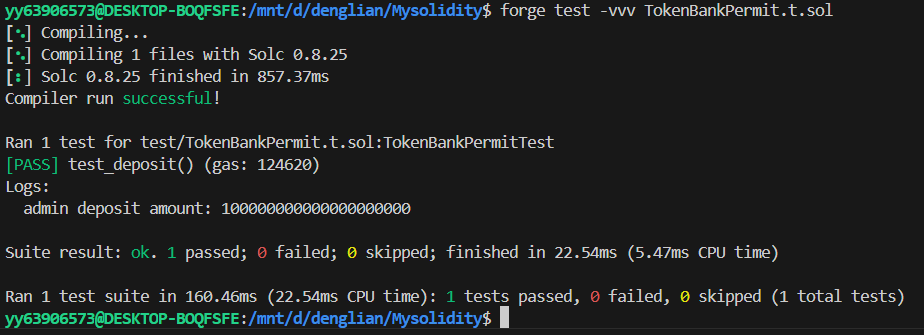 yy63906573@DESKTOP-BOQFSFE:/mnt/d/denglian/Mysolidity$ forge test -vvv TokenBankPermit.t.sol
[⠢] Compiling...
[⠢] Compiling 1 files with Solc 0.8.25
[⠆] Solc 0.8.25 finished in 857.37ms
Compiler run successful!
Ran 1 test for test/TokenBankPermit.t.sol:TokenBankPermitTest
[PASS] test_deposit() (gas: 124620)
Logs:
admin deposit amount: 100000000000000000000
Suite result: ok. 1 passed; 0 failed; 0 skipped; finished in 22.54ms (5.47ms CPU time)
Ran 1 test suite in 160.46ms (22.54ms CPU time): 1 tests passed, 0 failed, 0 skipped (1 total tests)
yy63906573@DESKTOP-BOQFSFE:/mnt/d/denglian/Mysolidity$